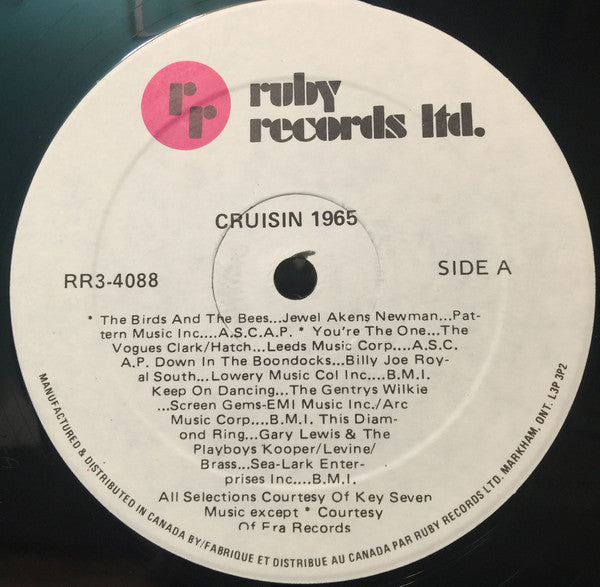 rr
ruby
records ltd.
CRUISIN 1965
RR3-4088
SIDE A
* The Birds And The Bees...Jewel Akens Newman...Pat-
tern Music Inc....A.S.C.A.P. * You're The One...The
Vogues Clark/Hatch...Leeds Music Corp....A.S.C.
A.P. Down In The Boondocks...Billy Joe Roy-
al South...Lowery Music Col Inc....B.M.I.
Keep On Dancing...The Gentrys Wilkie
...Screen Gems-EMI Music Inc./Arc
Music Corp....B.M.I. This Diam-
ond Ring...Gary Lewis & The
Playboys Kooper/Levine/
Brass...Sea-Lark Enter-
prises Inc....B.M.I.
All Selections Courtesy Of Key Seven
Music except * Courtesy
Of Era Records
MANUFACTURED & DISTRIBUTED IN CANADA BY/FABRIQUE ET DISTRIBUE AU CANADA PAR RUBY RECORDS LTD. MARKHAM, ONT. L3P 3P2